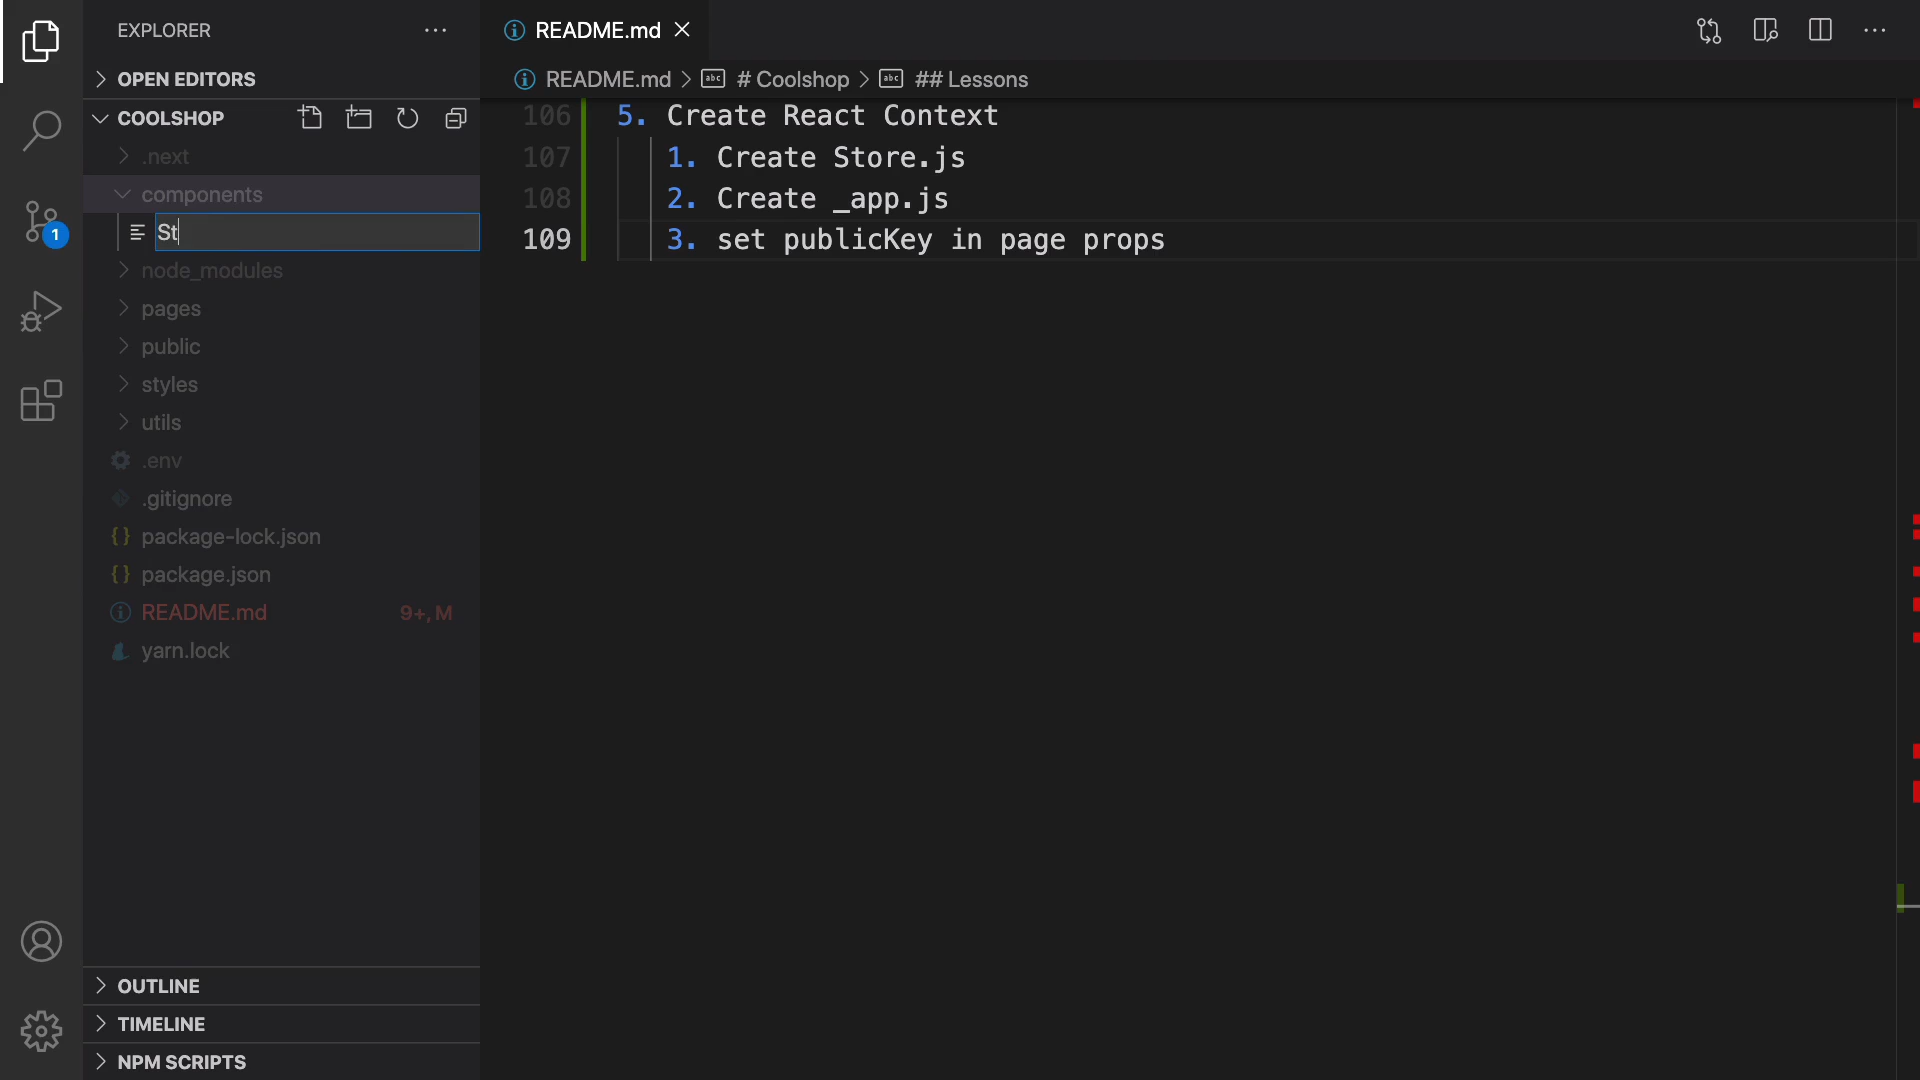 EXPLORER
OPEN EDITORS
COOLSHOP
.next
components
St
node_modules
pages
public
styles
utils
.env
.gitignore
package-lock.json
package.json
README.md 9+, M
yarn.lock
OUTLINE
TIMELINE
NPM SCRIPTS
1
README.md
README.md > abc # Coolshop > abc ## Lessons
106 5. Create React Context
107 1. Create Store.js
108 2. Create _app.js
109 3. set publicKey in page props